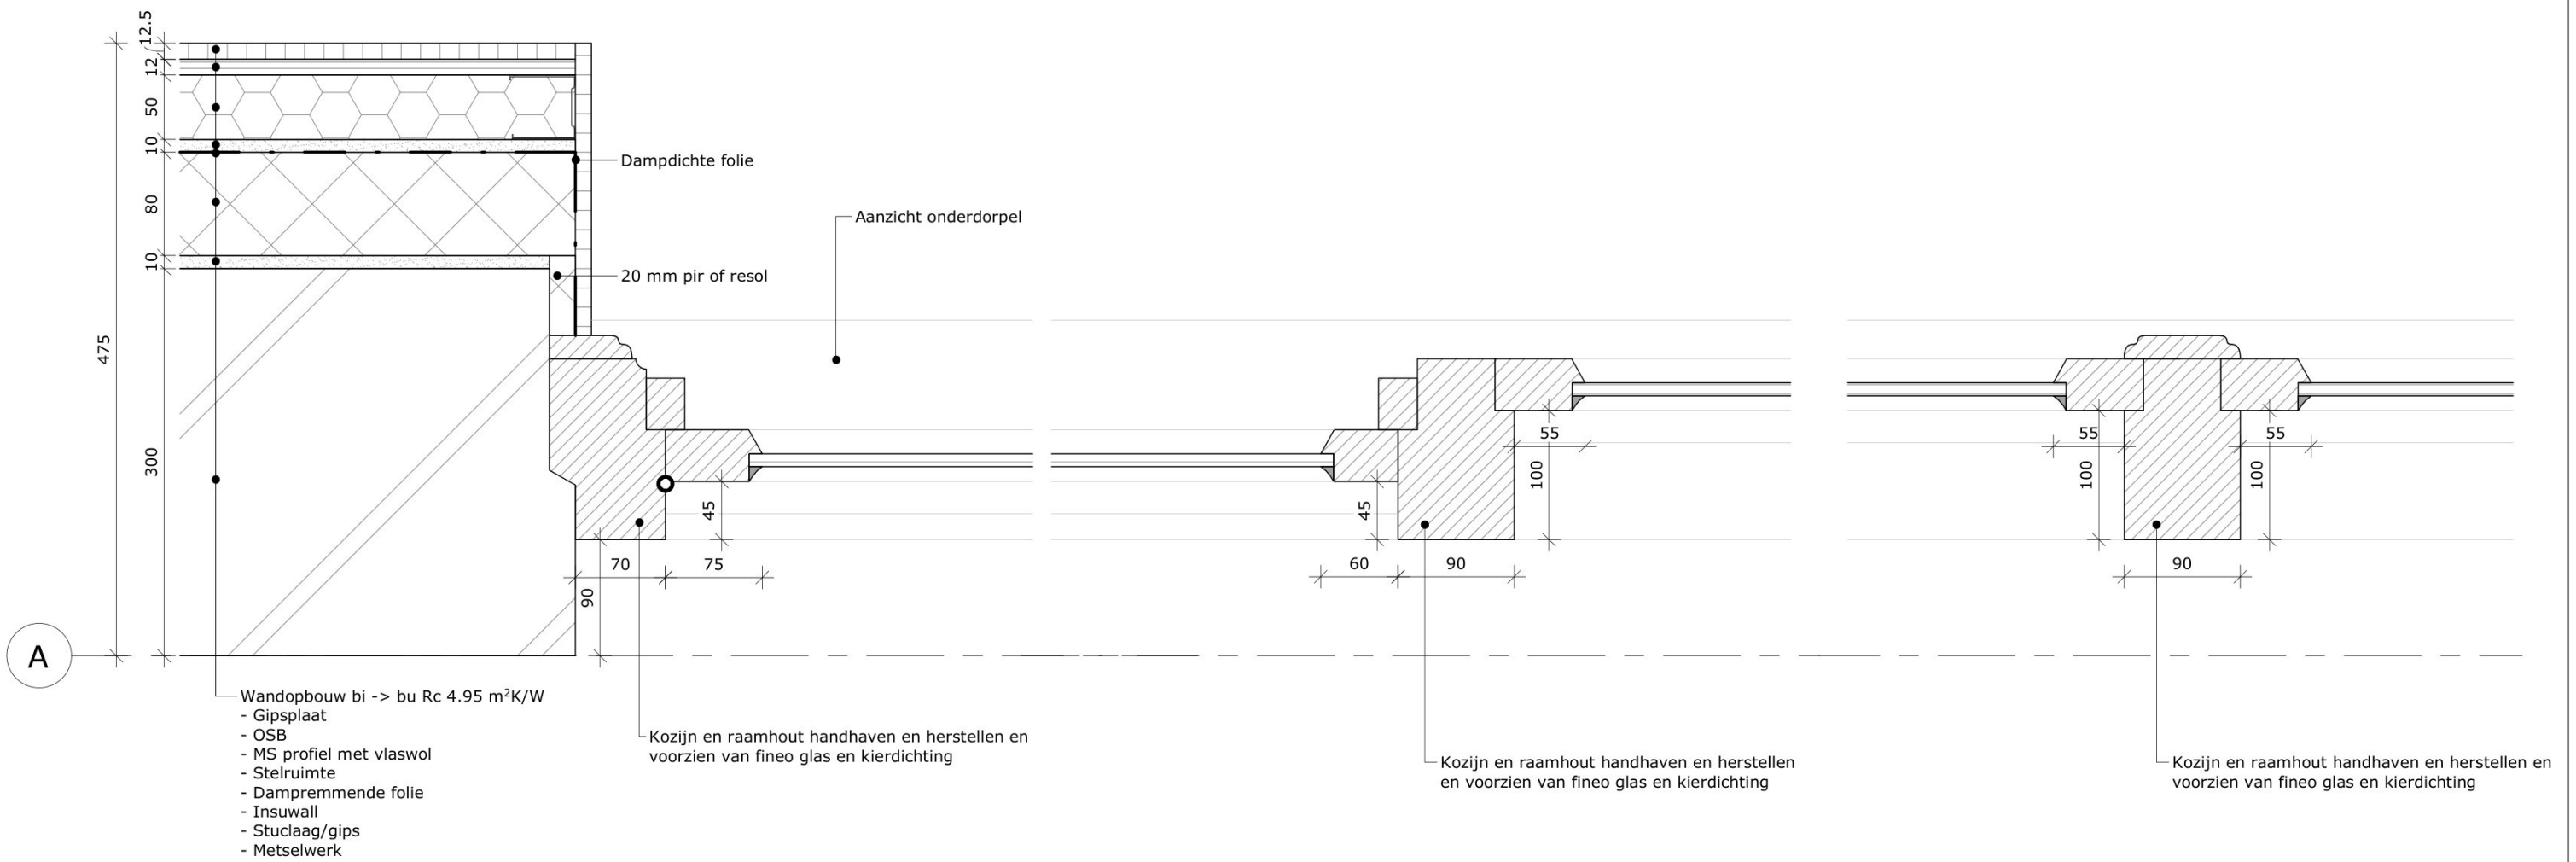 12.5
12
50
10
80
10
300
475
A
Dampdichte folie
20 mm pir of resol
Aanzicht onderdorpel
45
70
75
90
45
60
90
55
100
55
100
55
100
90
Wandopbouw bi -> bu Rc 4.95 m²K/W
- Gipsplaat
- OSB
- MS profiel met vlaswol
- Stelruimte
- Dampremmende folie
- Insuwall
- Stuclaag/gips
- Metselwerk
Kozijn en raamhout handhaven en herstellen en
voorzien van fineo glas en kierdichting
Kozijn en raamhout handhaven en herstellen
en voorzien van fineo glas en kierdichting
Kozijn en raamhout handhaven en herstellen en
voorzien van fineo glas en kierdichting